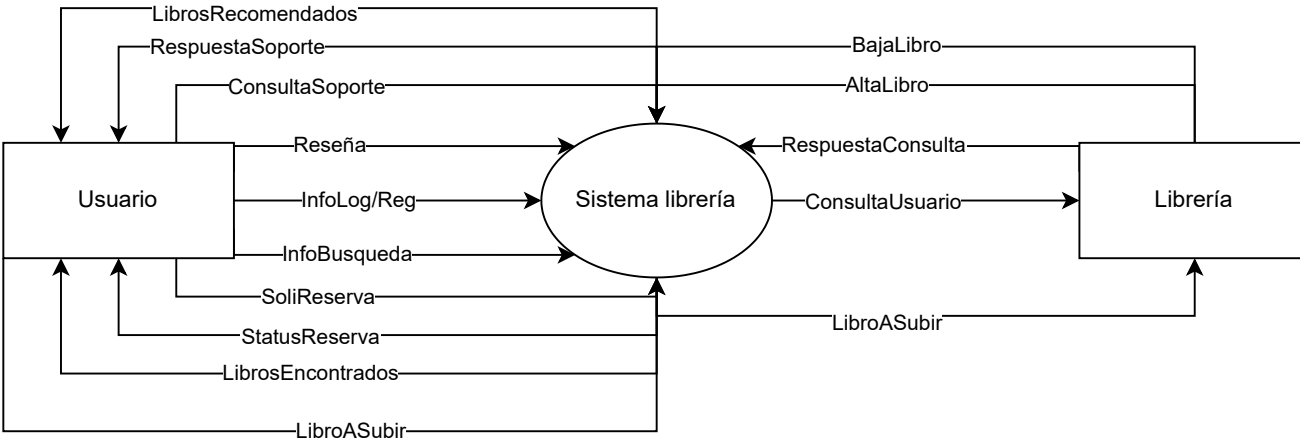 LibrosRecomendados
RespuestaSoporte
BajaLibro
ConsultaSoporte
AltaLibro
Reseña
RespuestaConsulta
Usuario
InfoLog/Reg
Sistema librería
ConsultaUsuario
Librería
InfoBusqueda
SoliReserva
StatusReserva
LibroASubir
LibrosEncontrados
LibroASubir